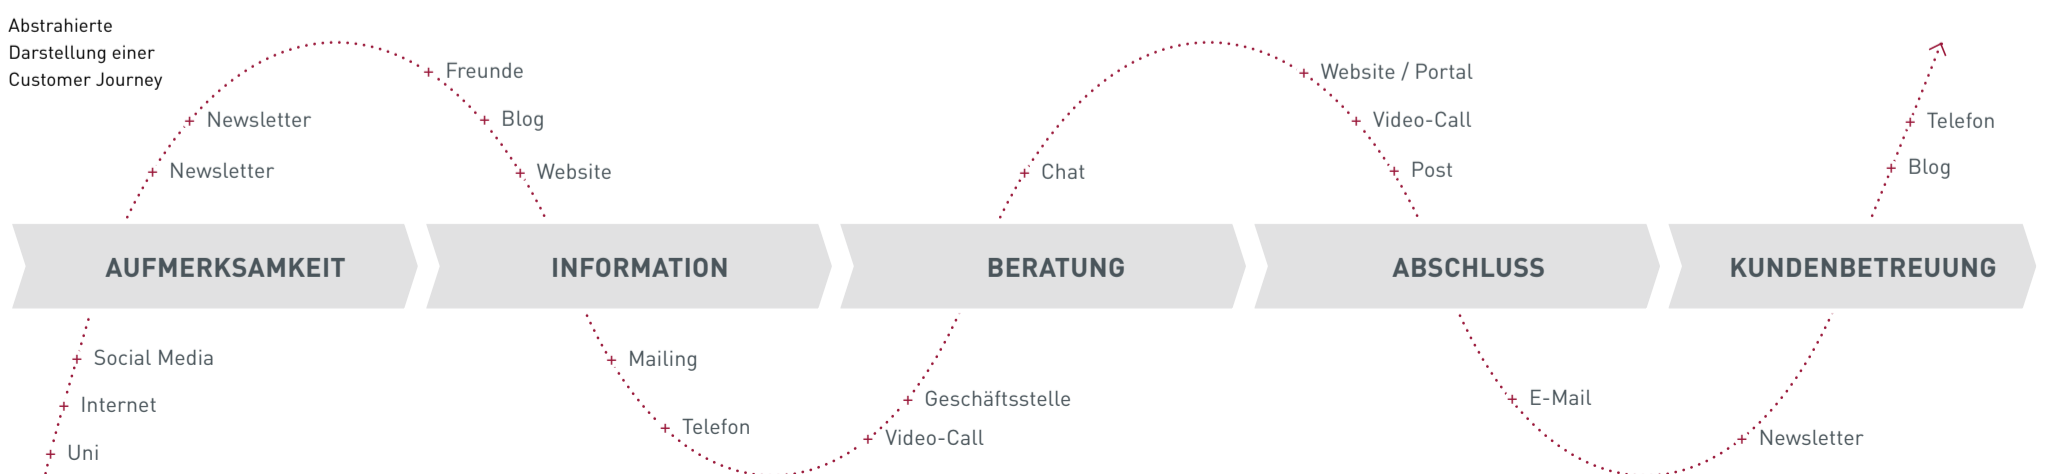 Abstrahierte
Darstellung einer
Customer Journey
Freunde
Website / Portal
Newsletter
Blog
Video-Call
Telefon
Newsletter
Website
Chat
Post
Blog
AUFMERKSAMKEIT
INFORMATION
BERATUNG
ABSCHLUSS
KUNDENBETREUUNG
Social Media
Mailing
Internet
Geschäftsstelle
E-Mail
Telefon
Video-Call
Newsletter
Uni